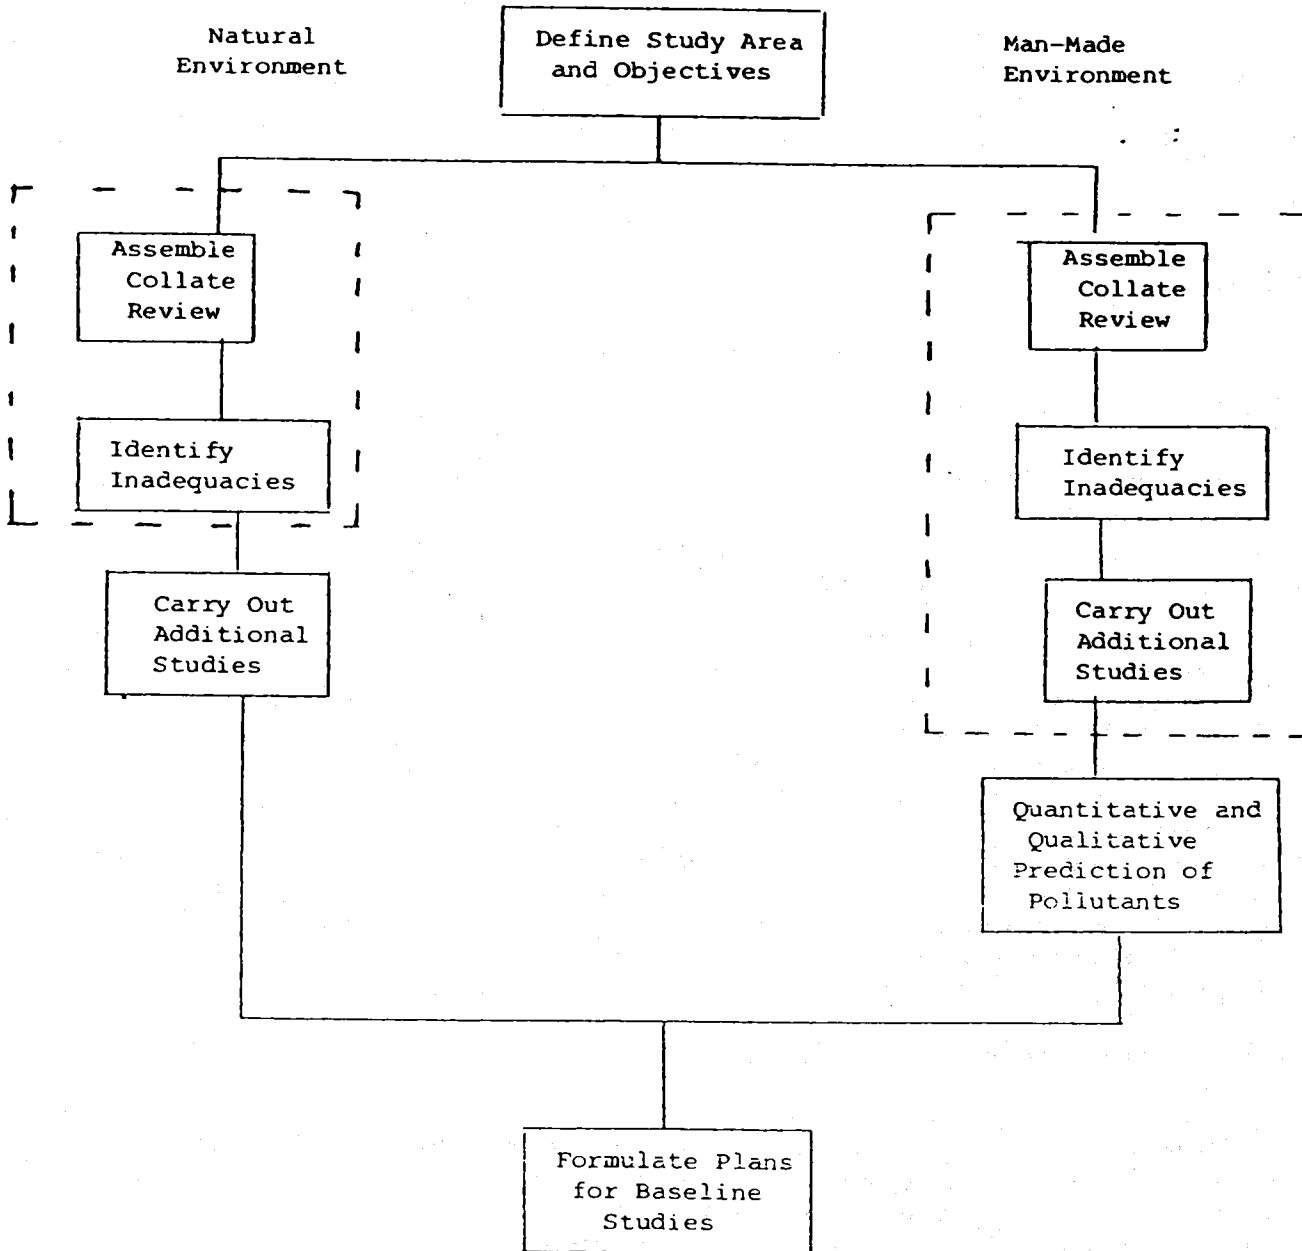 Natural
Environment
Define Study Area
and Objectives
Man-Made
Environment
Assemble
Collate
Review
Identify
Inadequacies
Carry Out
Additional
Studies
Assemble
Collate
Review
Identify
Inadequacies
Carry Out
Additional
Studies
Quantitative and
Qualitative
Prediction of
Pollutants
Formulate Plans
for Baseline
Studies